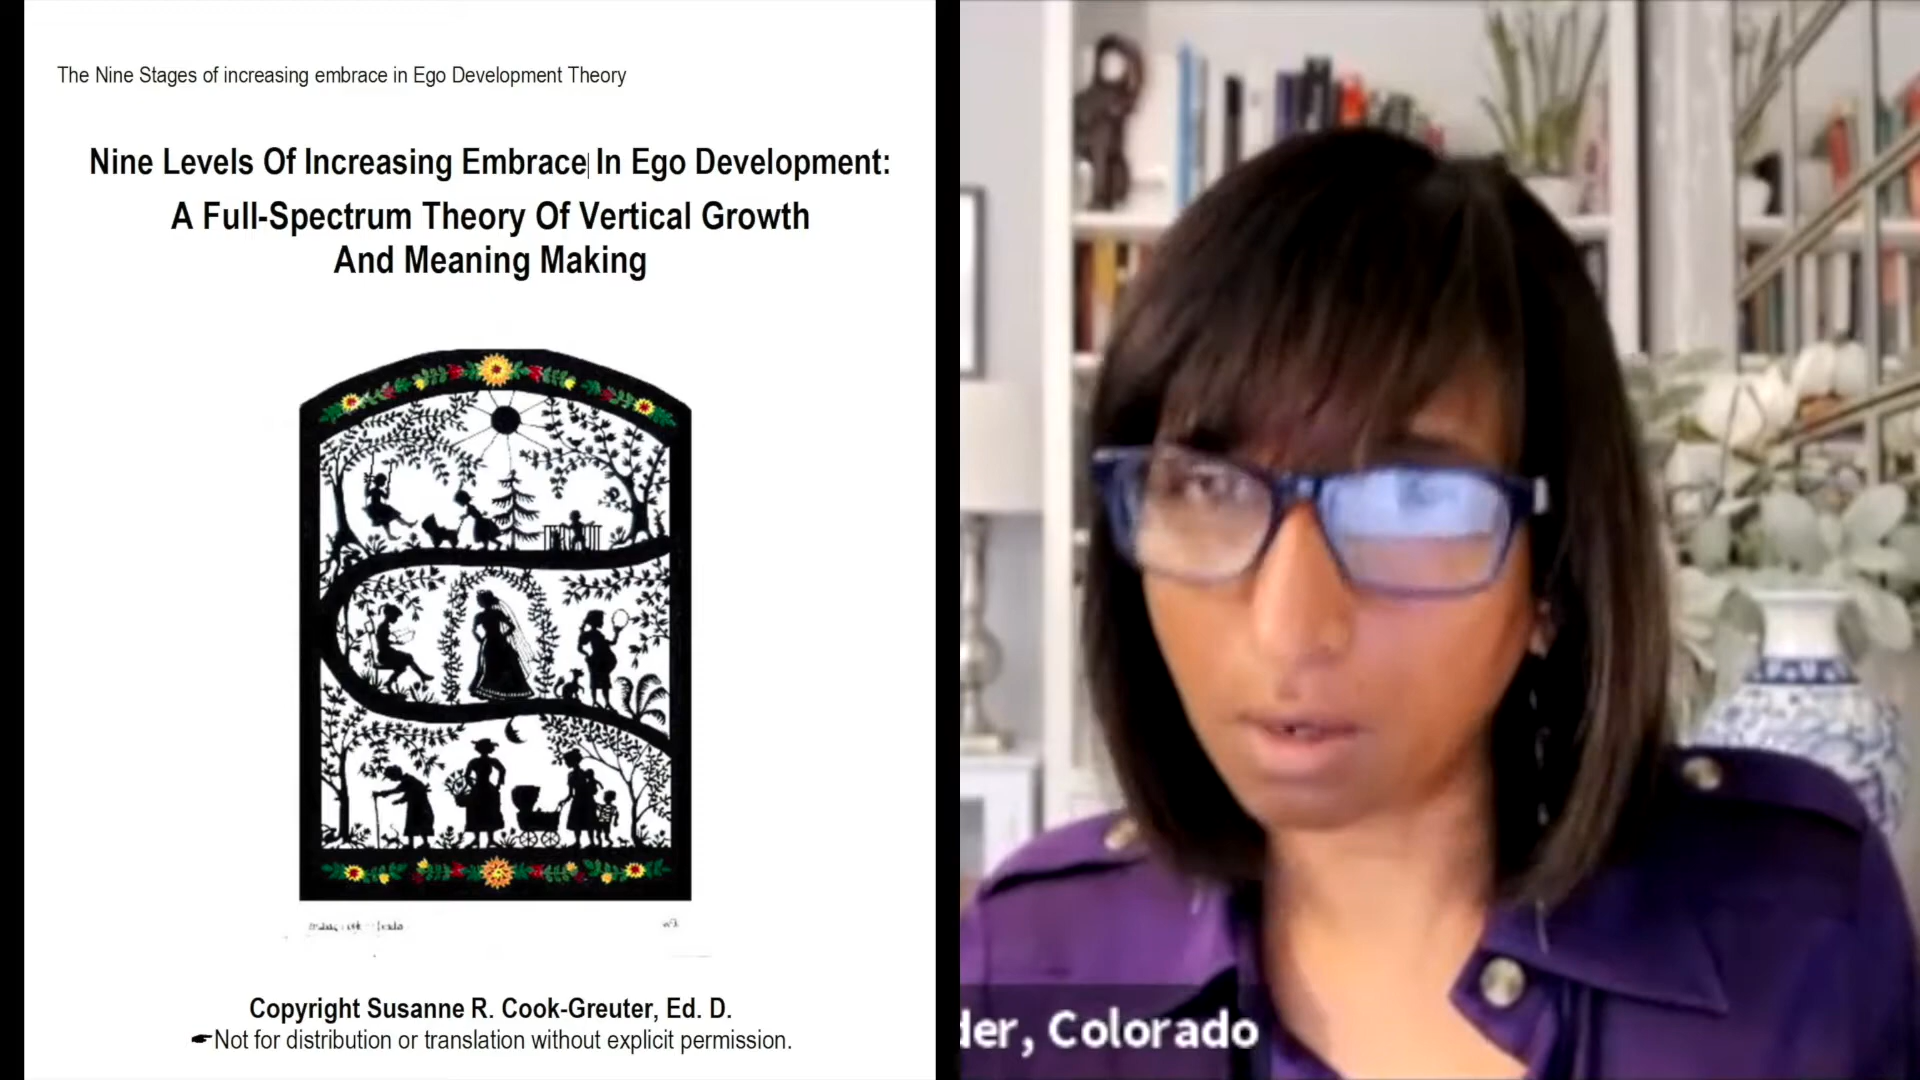 The Nine Stages of increasing embrace in Ego Development Theory
Nine Levels Of Increasing Embrace In Ego Development:
A Full-Spectrum Theory Of Vertical Growth
And Meaning Making
Copyright Susanne R. Cook-Greuter, Ed. D.
☛Not for distribution or translation without explicit permission.
der, Colorado